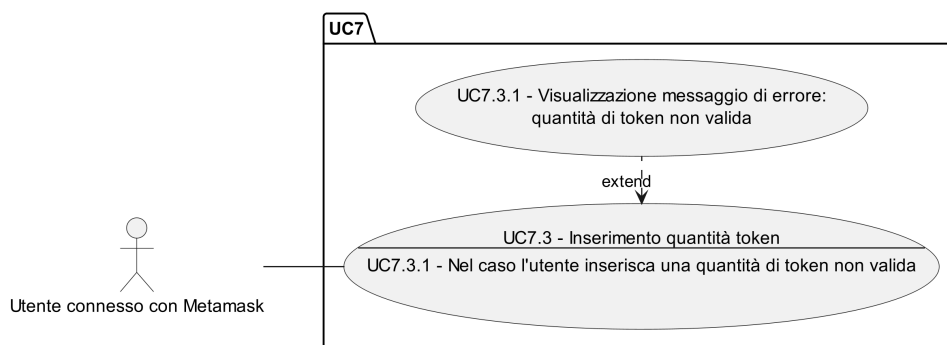 UC7
UC7.3.1 - Visualizzazione messaggio di errore:
quantità di token non valida
extend
UC7.3 - Inserimento quantità token
UC7.3.1 - Nel caso l'utente inserisca una quantità di token non valida
Utente connesso con Metamask